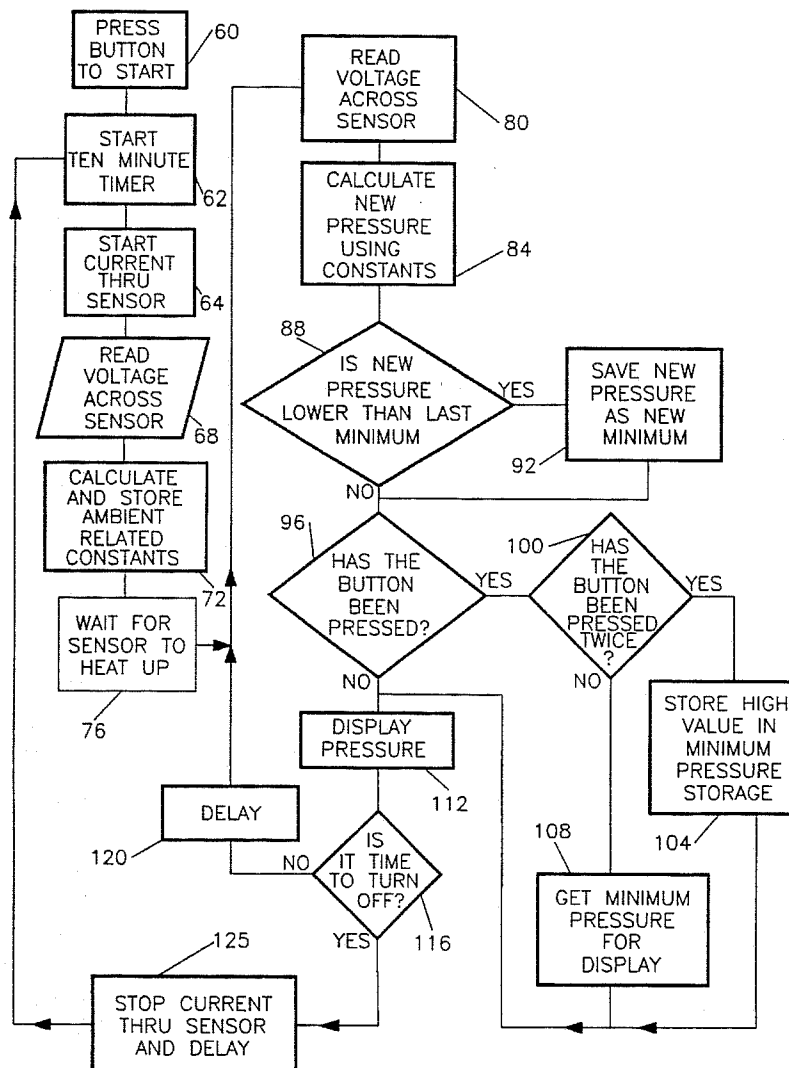 PRESS
BUTTON
TO START
60
START
TEN MINUTE
TIMER
62
START
CURRENT
THRU
SENSOR
64
READ
VOLTAGE
ACROSS
SENSOR
68
CALCULATE
AND STORE
AMBIENT
RELATED
CONSTANTS
72
WAIT FOR
SENSOR TO
HEAT UP
76
READ
VOLTAGE
ACROSS
SENSOR
80
CALCULATE
NEW
PRESSURE
USING
CONSTANTS
84
88
IS NEW
PRESSURE
LOWER THAN LAST
MINIMUM
YES
NO
SAVE NEW
PRESSURE
AS NEW
MINIMUM
92
96
HAS THE
BUTTON
BEEN
PRESSED?
YES
NO
100
HAS
THE
BUTTON
BEEN
PRESSED
TWICE
?
YES
NO
STORE HIGH
VALUE IN
MINIMUM
PRESSURE
STORAGE
104
108
GET MINIMUM
PRESSURE
FOR
DISPLAY
DISPLAY
PRESSURE
112
IS
IT TIME
TO TURN
OFF?
116
NO
YES
DELAY
120
125
STOP CURRENT
THRU SENSOR
AND DELAY